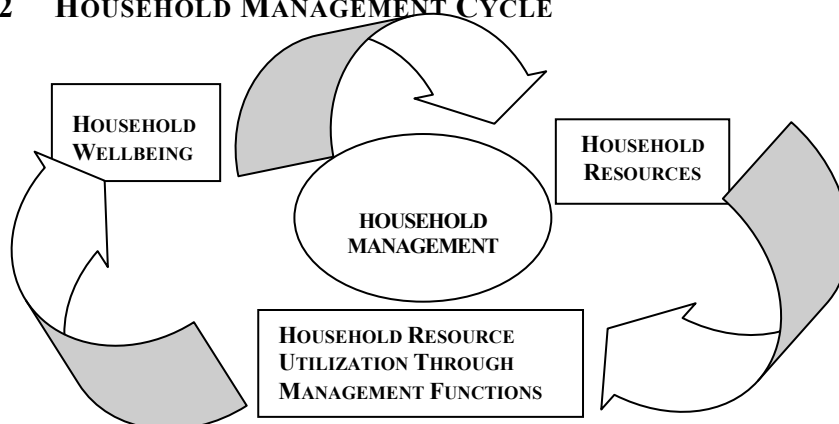 2 HOUSEHOLD MANAGEMENT CYCLE
HOUSEHOLD
WELLBEING
HOUSEHOLD
RESOURCES
HOUSEHOLD
MANAGEMENT
HOUSEHOLD RESOURCE
UTILIZATION THROUGH
MANAGEMENT FUNCTIONS